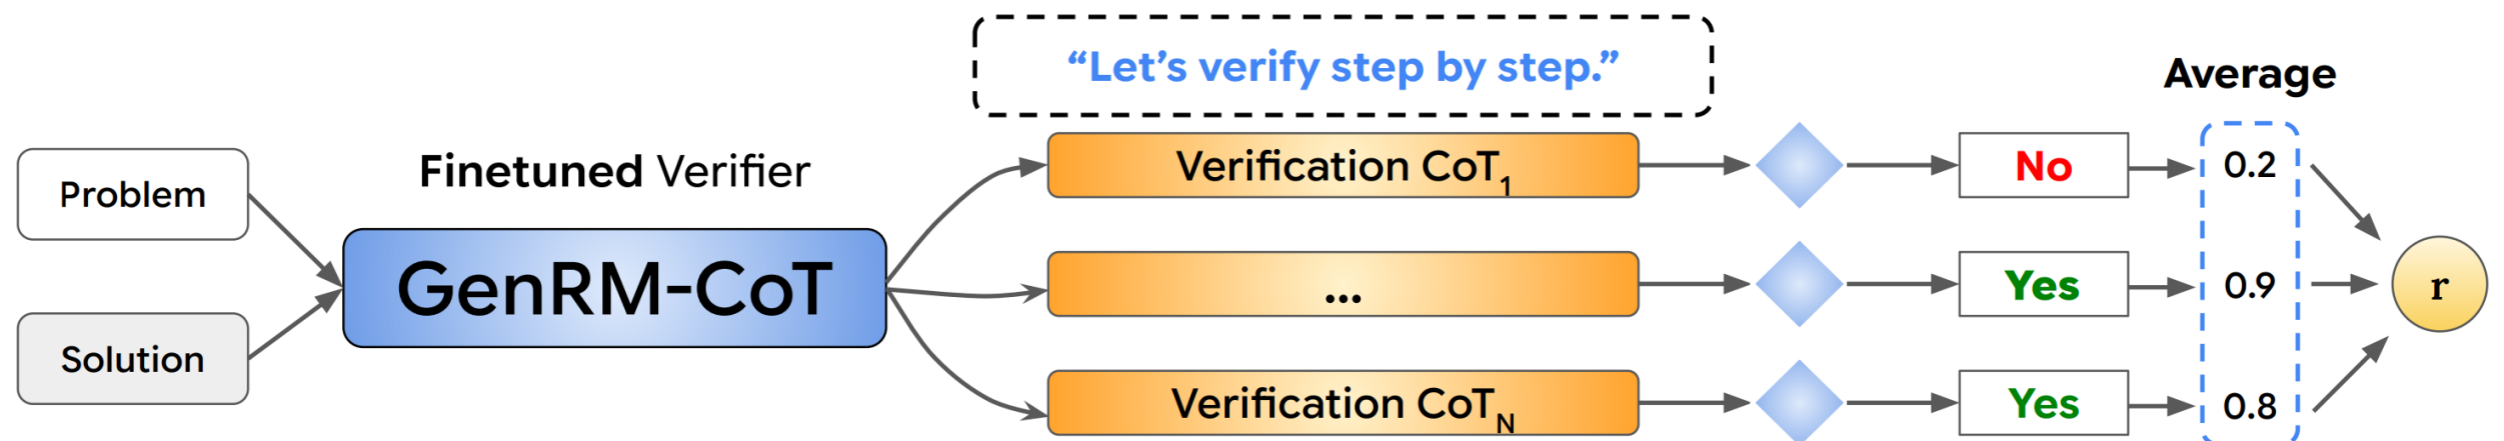 “Let’s verify step by step.”
Average
Problem
Solution
Finetuned Verifier
GenRM-CoT
Verification CoT1
...
Verification CoTN
No
Yes
Yes
0.2
0.9
0.8
r